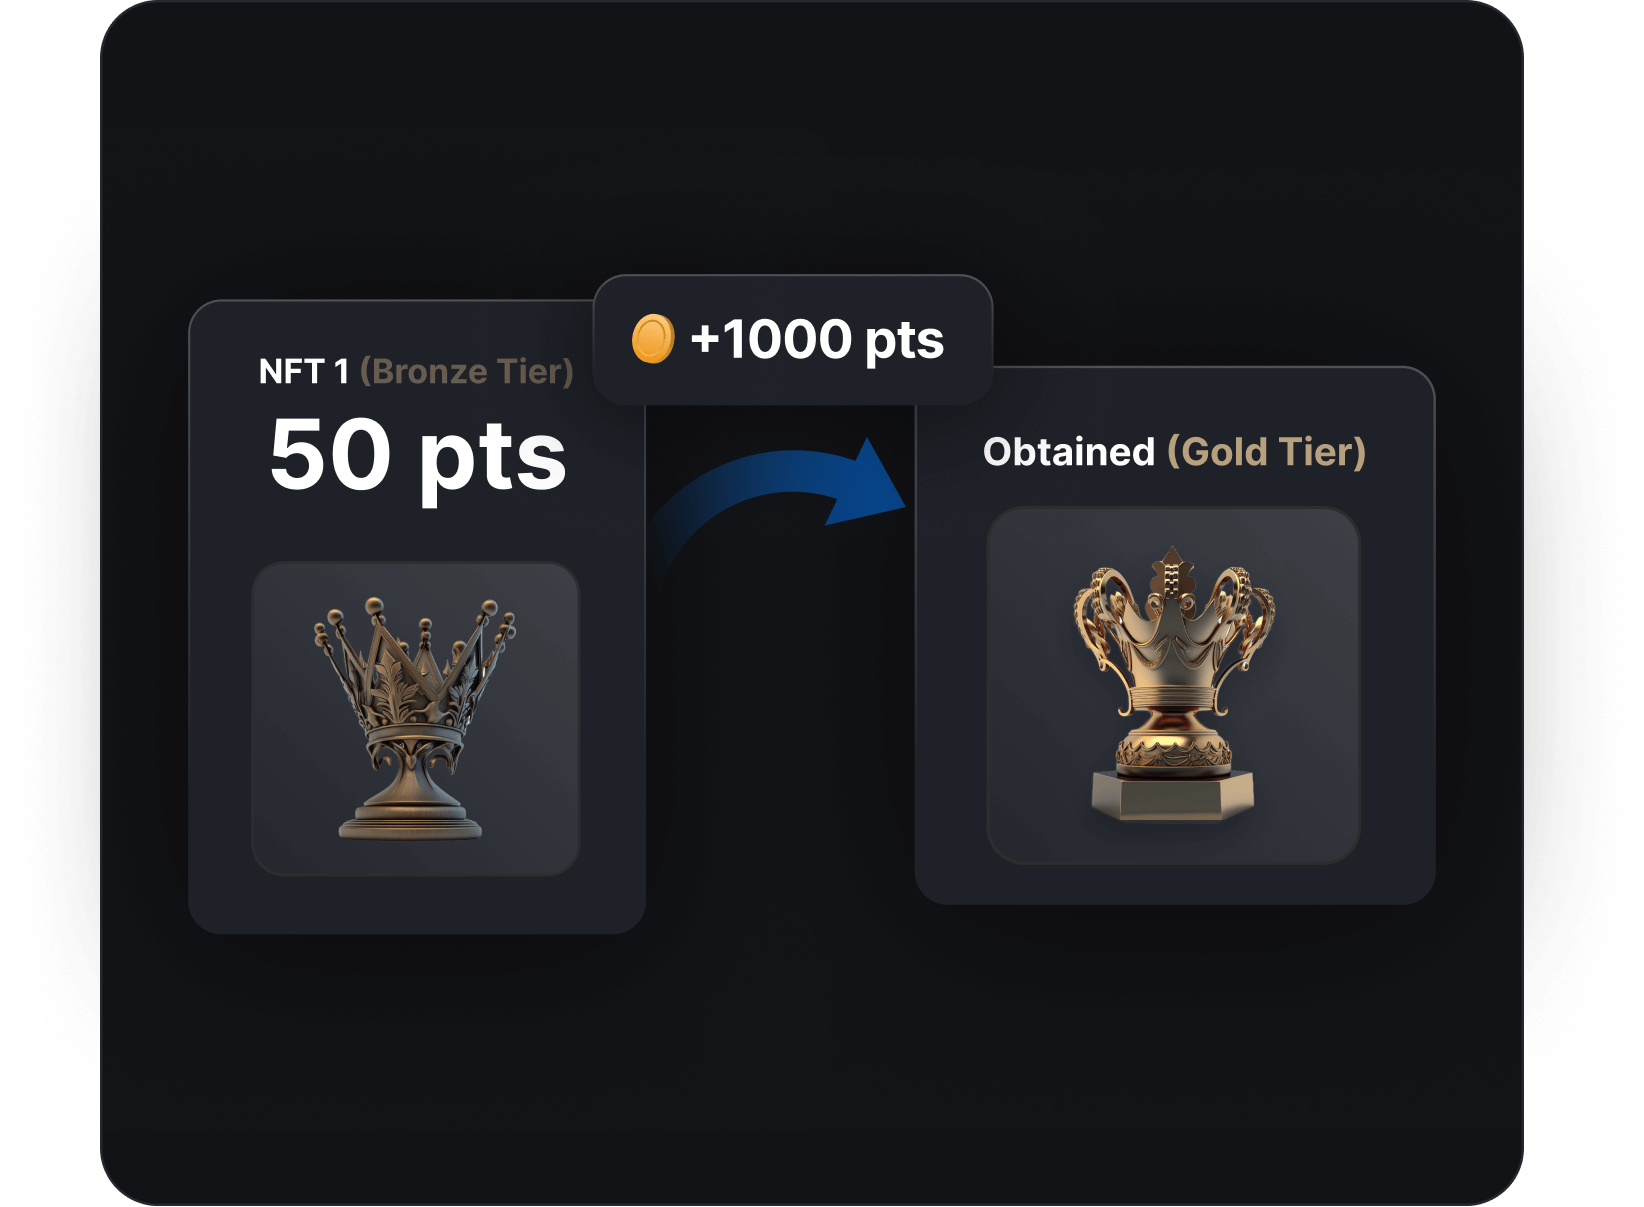 NFT 1 (Bronze Tier)
50 pts
+1000 pts
Obtained (Gold Tier)